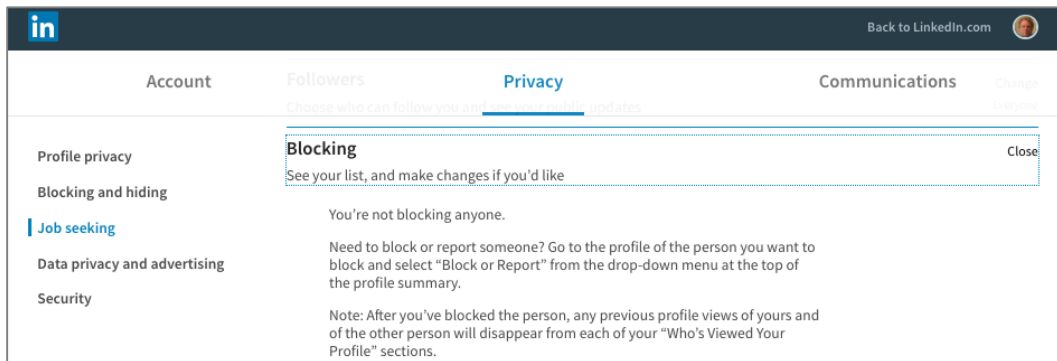 in
Back to LinkedIn.com
Account
Followers
Privacy
Communications
Change
Choose who can follow you and see your public updates
Everyone
Blocking
Close
See your list, and make changes if you’d like
Profile privacy
Blocking and hiding
Job seeking
Data privacy and advertising
Security
You’re not blocking anyone.
Need to block or report someone? Go to the profile of the person you want to
block and select “Block or Report” from the drop-down menu at the top of
the profile summary.
Note: After you’ve blocked the person, any previous profile views of yours and
of the other person will disappear from each of your “Who’s Viewed Your
Profile” sections.